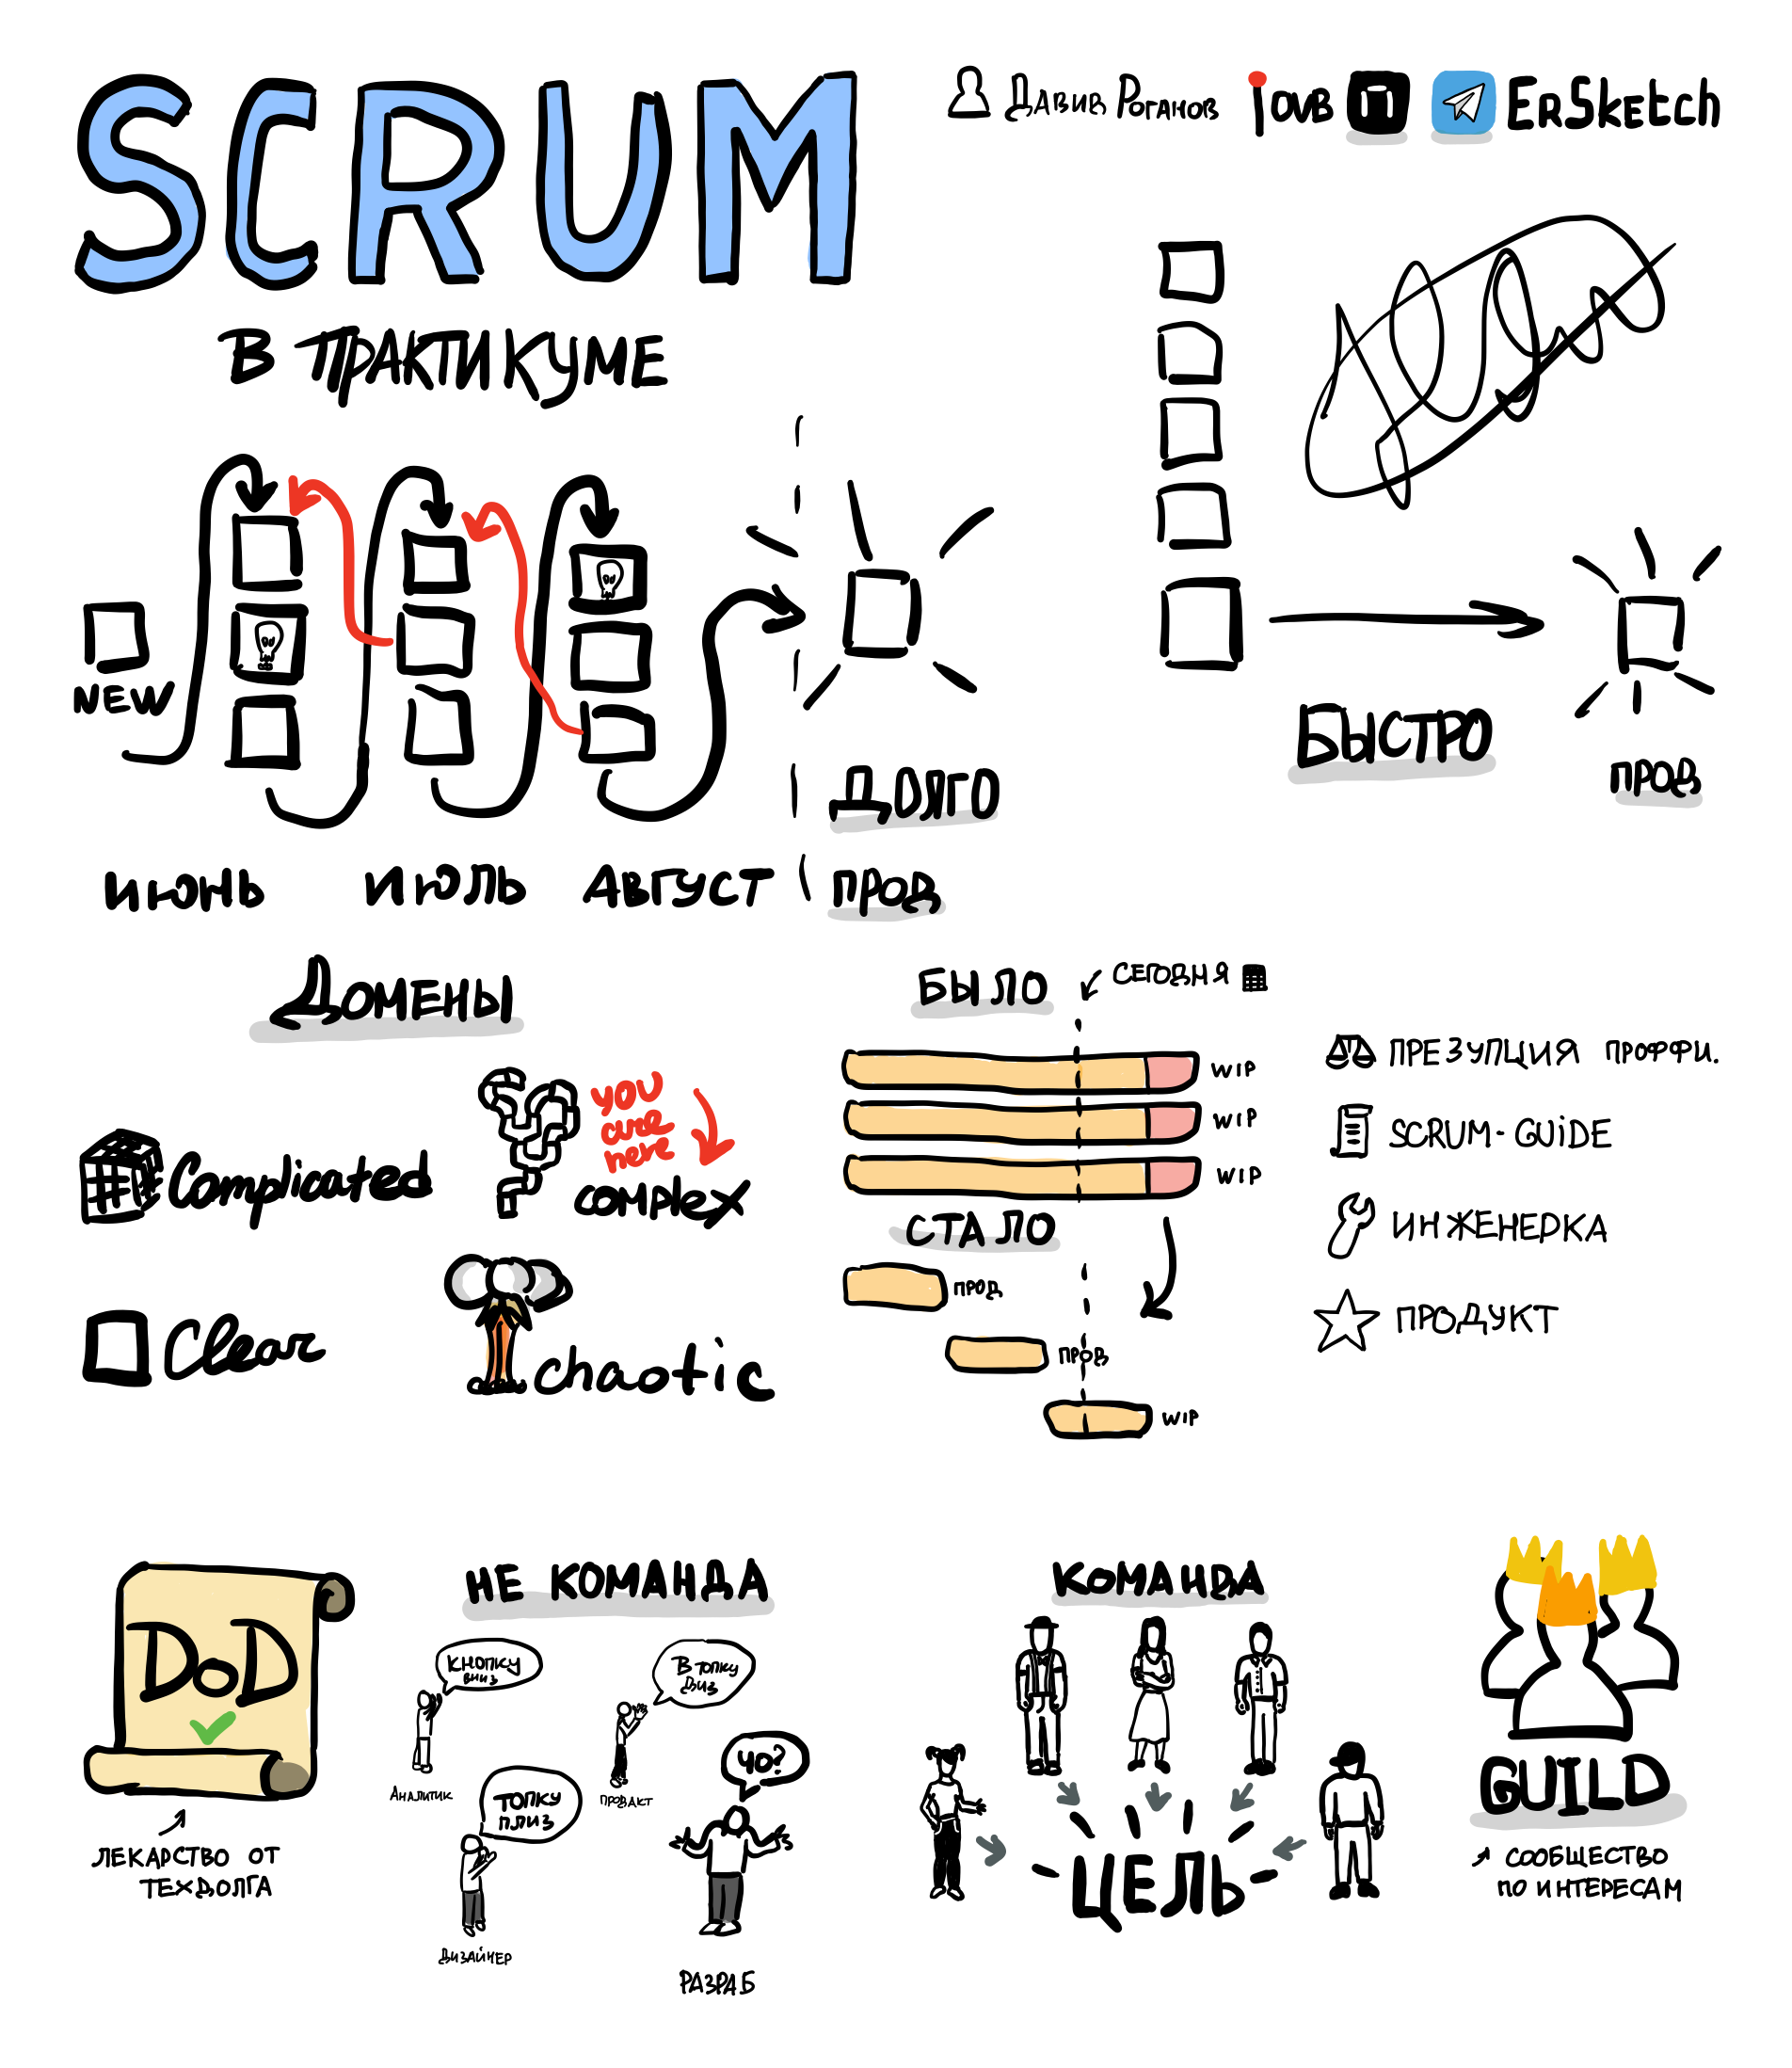 SCRUM
В ПРАКТИКУМЕ
ДАВИД РОГАНОВ
ERSKETCH
NEW
ИЮНЬ
ИЮЛЬ
АВГУСТ
ДОЛГО
ПРОД
БЫСТРО
ПРОД
ДОМЕНЫ
Complicated
you
are
here
complex
Clear
chaotic
БЫЛО
СЕГОДНЯ
WIP
WIP
WIP
СТАЛО
ПРОД
ПРОД
WIP
ПРЕЗУПЦИЯ ПРОФФИ.
SCRUM-GUiDE
ИНЖЕНЕРКА
ПРОДУКТ
DoD
ЛЕКАРСТВО ОТ
ТЕХДОЛГА
НЕ КОМАНДА
КНОПКУ
ВНИЗ
АНАЛИТИК
В ТОПКУ
ДИЗ
ПРОДАКТ
ТОПКУ
ПЛИЗ
ДИЗАЙНЕР
ЧО?
РАЗРАБ
КОМАНДА
ЦЕЛЬ
GUILD
СООБЩЕСТВО
ПО ИНТЕРЕСАМ